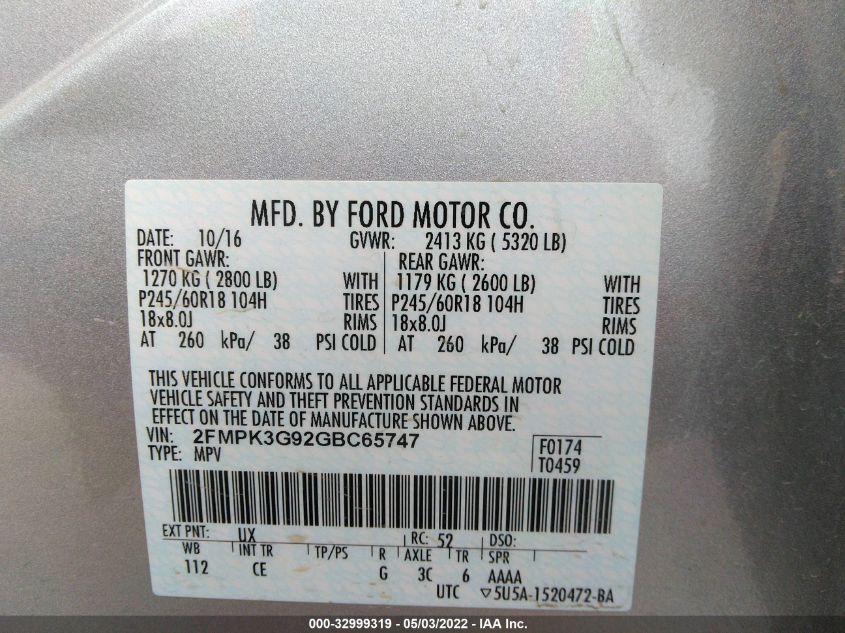 MFD. BY FORD MOTOR CO.
DATE: 10/16 GVWR: 2413 KG ( 5320 LB)
FRONT GAWR: REAR GAWR:
1270 KG ( 2800 LB) WITH 1179 KG ( 2600 LB) WITH
P245/60R18 104H TIRES P245/60R18 104H TIRES
18x8.0J RIMS 18x8.0J RIMS
AT 260 kPa/ 38 PSI COLD AT 260 kPa/ 38 PSI COLD
THIS VEHICLE CONFORMS TO ALL APPLICABLE FEDERAL MOTOR
VEHICLE SAFETY AND THEFT PREVENTION STANDARDS IN
EFFECT ON THE DATE OF MANUFACTURE SHOWN ABOVE.
VIN: 2FMPK3G92GBC65747 F0174
TYPE: MPV T0459
EXT PNT: UX RC: 52 DSO:
WB INT TR TP/PS R AXLE TR SPR
112 CE G 3C 6 AAAA
UTC ▽5U5A-1520472-BA
000-32999319 - 05/03/2022 - IAA Inc.